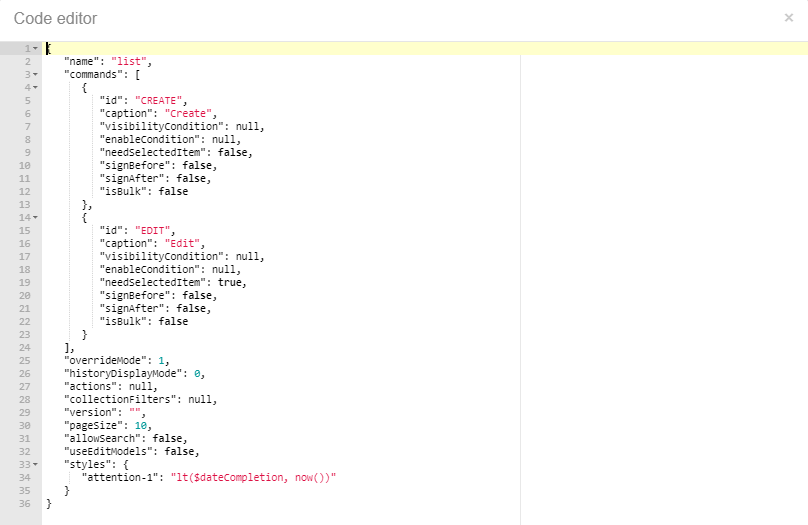 Code editor ×
1 {
2 "name": "list",
3 "commands": [
4 {
5 "id": "CREATE",
6 "caption": "Create",
7 "visibilityCondition": null,
8 "enableCondition": null,
9 "needSelectedItem": false,
10 "signBefore": false,
11 "signAfter": false,
12 "isBulk": false
13 },
14 {
15 "id": "EDIT",
16 "caption": "Edit",
17 "visibilityCondition": null,
18 "enableCondition": null,
19 "needSelectedItem": true,
20 "signBefore": false,
21 "signAfter": false,
22 "isBulk": false
23 }
24 ],
25 "overrideMode": 1,
26 "historyDisplayMode": 0,
27 "actions": null,
28 "collectionFilters": null,
29 "version": "",
30 "pageSize": 10,
31 "allowSearch": false,
32 "useEditModels": false,
33 "styles": {
34 "attention-1": "lt($dateCompletion, now())"
35 }
36 }